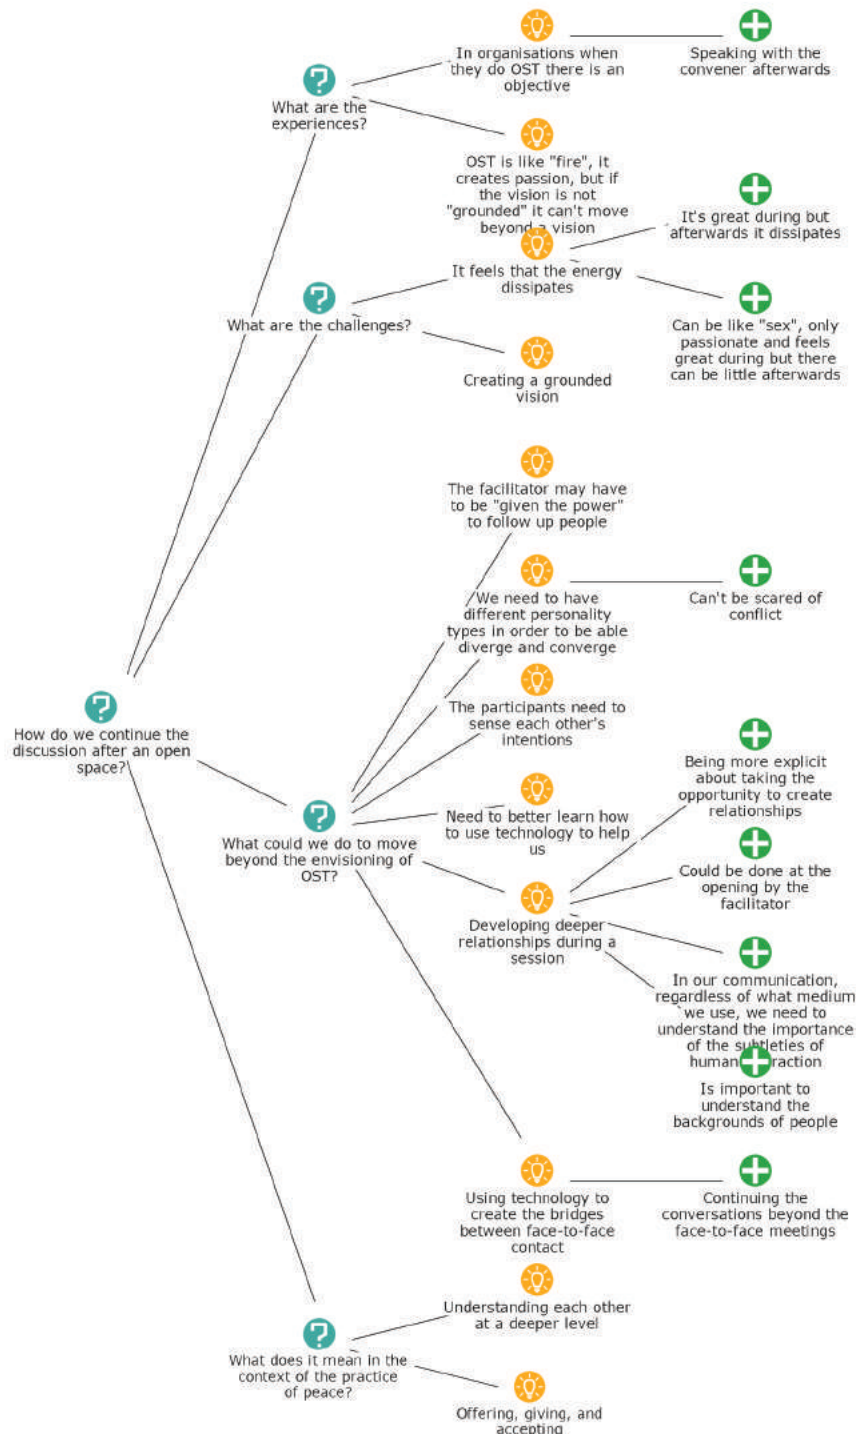 In organisations when
they do OST there is an
objective
Speaking with the
convener afterwards
What are the
experiences?
OST is like "fire", it
creates passion, but if
the vision is not
"grounded" it can't move
beyond a vision
It's great during but
afterwards it dissipates
It feels that the energy
dissipates
What are the challenges?
Can be like "sex", only
passionate and feels
great during but there
can be little afterwards
Creating a grounded
vision
The facilitator may have
to be "given the power"
to follow up people
We need to have
different personality
types in order to be able
diverge and converge
Can't be scared of
conflict
The participants need to
sense each other's
intentions
How do we continue the
discussion after an open
space?
Being more explicit
about taking the
opportunity to create
relationships
Need to better learn how
to use technology to help
us
What could we do to move
beyond the envisioning of
OST?
Could be done at the
opening by the
facilitator
Developing deeper
relationships during a
session
In our communication,
regardless of what medium
we use, we need to
understand the importance
of the subtleties of
human
Is important to
understand the
backgrounds of people
Using technology to
create the bridges
between face-to-face
contact
Continuing the
conversations beyond the
face-to-face meetings
Understanding each other
at a deeper level
What does it mean in the
context of the practice
of peace?
Offering, giving, and
accepting